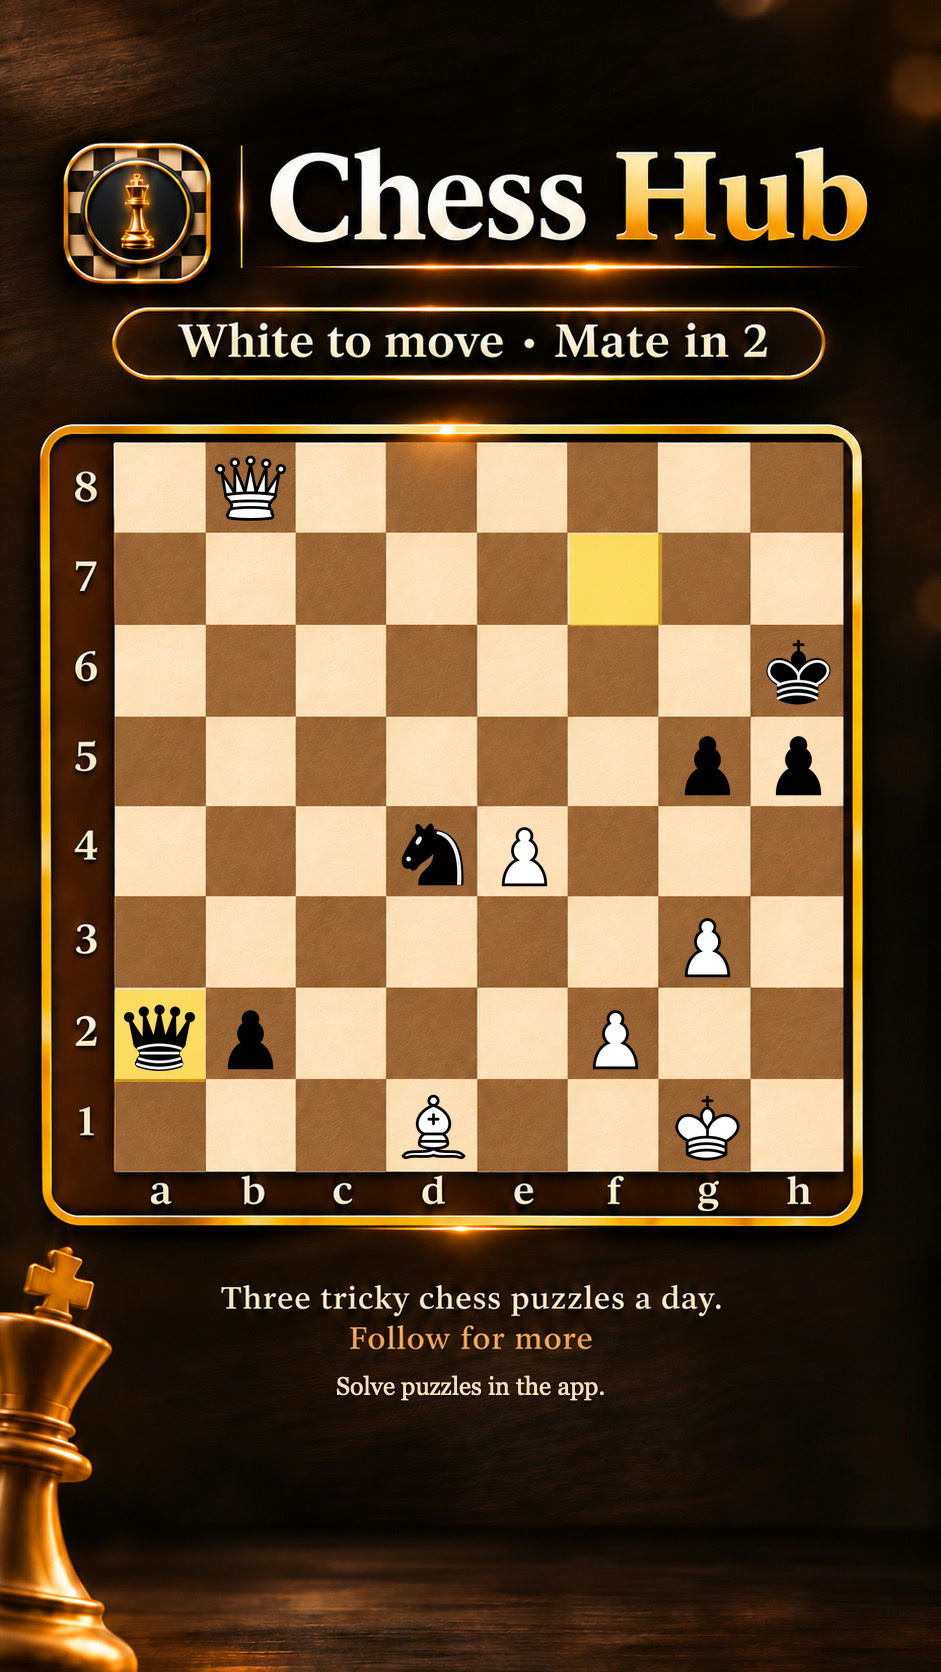 Chess Hub
White to move · Mate in 2
8
7
6
5
4
3
2
1
a b c d e f g h
Three tricky chess puzzles a day.
Follow for more
Solve puzzles in the app.